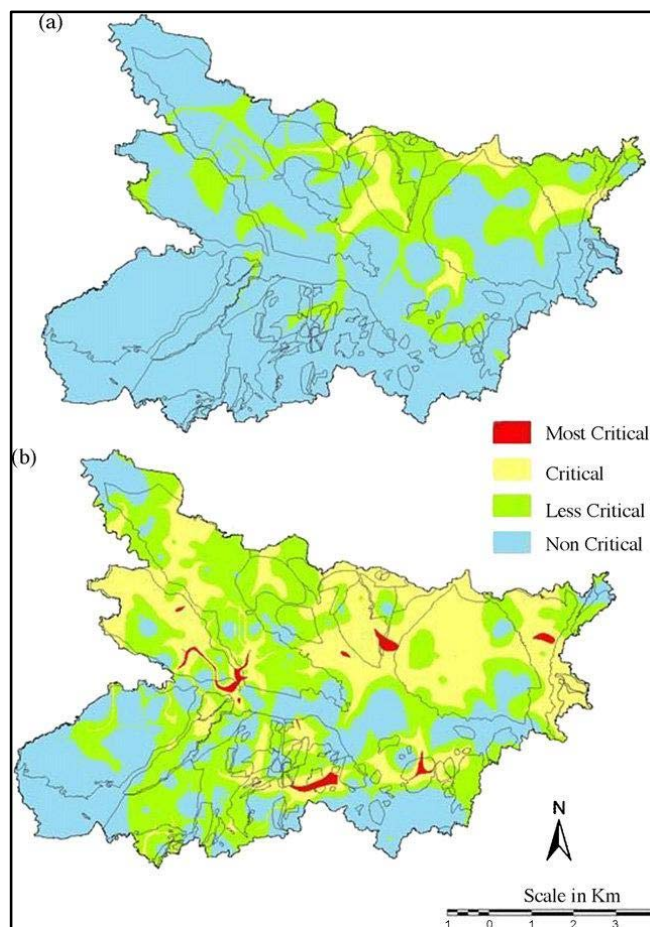 (a)
Most Critical
(b)
Critical
Less Critical
Non Critical
N
Scale in Km
1 0 1 2 3